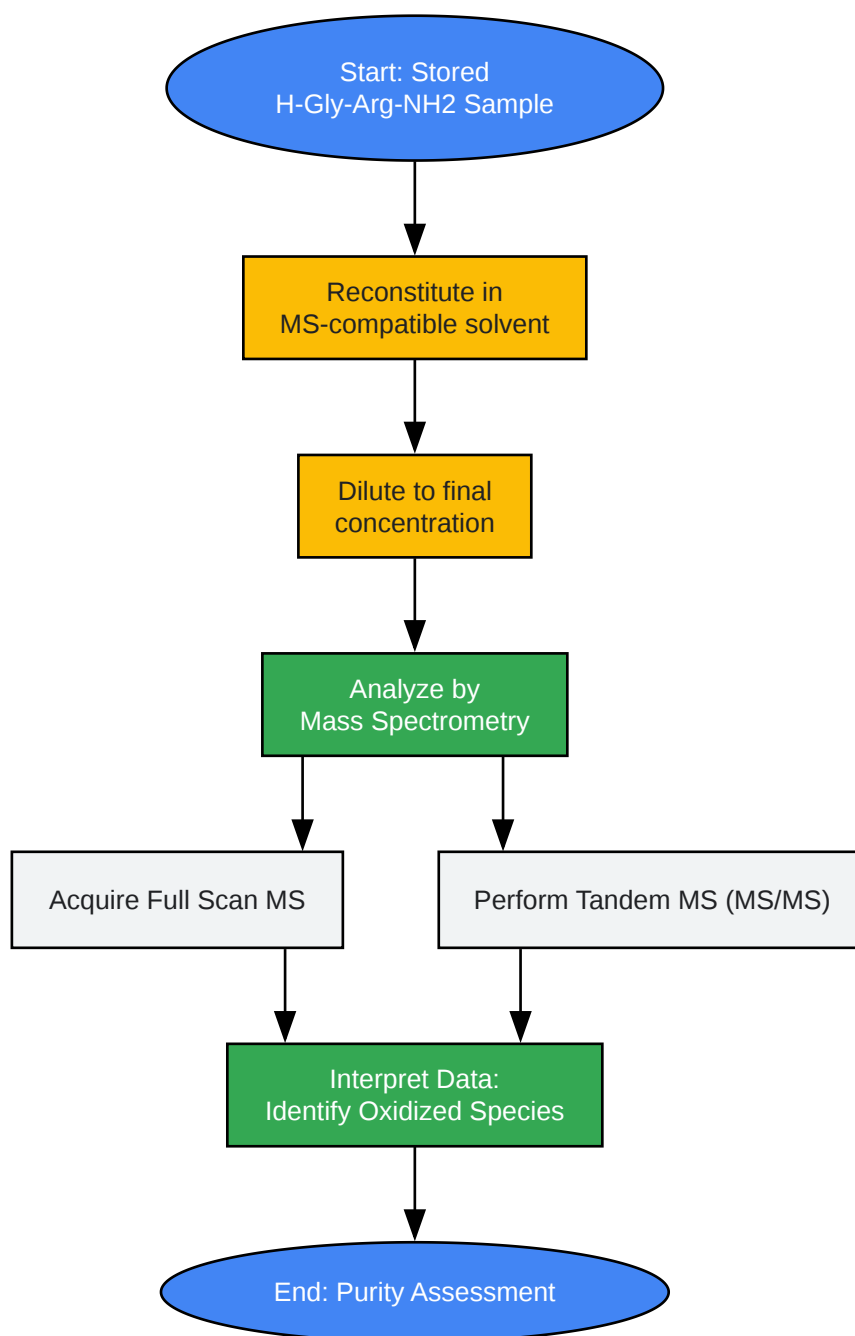 Start: Stored
H-Gly-Arg-NH2 Sample
Reconstitute in
MS-compatible solvent
Dilute to final
concentration
Analyze by
Mass Spectrometry
Acquire Full Scan MS
Perform Tandem MS (MS/MS)
Interpret Data:
Identify Oxidized Species
End: Purity Assessment